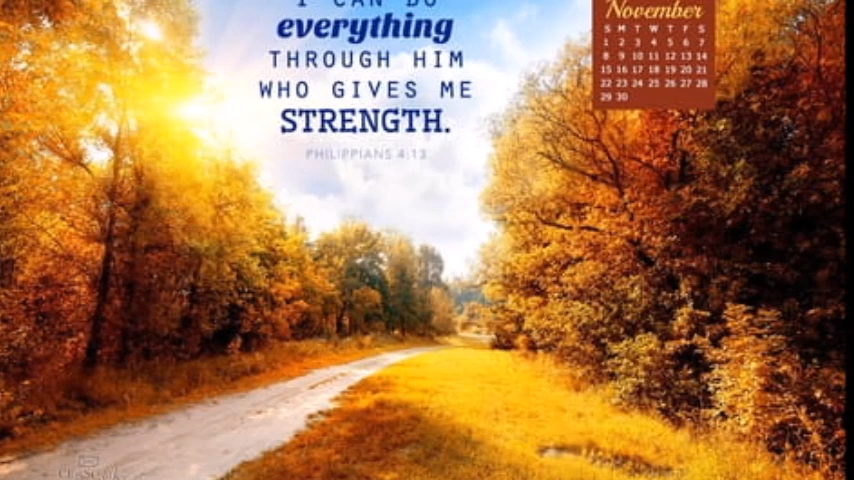 I CAN DO
everything
THROUGH HIM
WHO GIVES ME
STRENGTH.
PHILIPPIANS 4:13
November
S M T W T F S
1 2 3 4 5 6 7
8 9 10 11 12 13 14
15 16 17 18 19 20 21
22 23 24 25 26 27 28
29 30